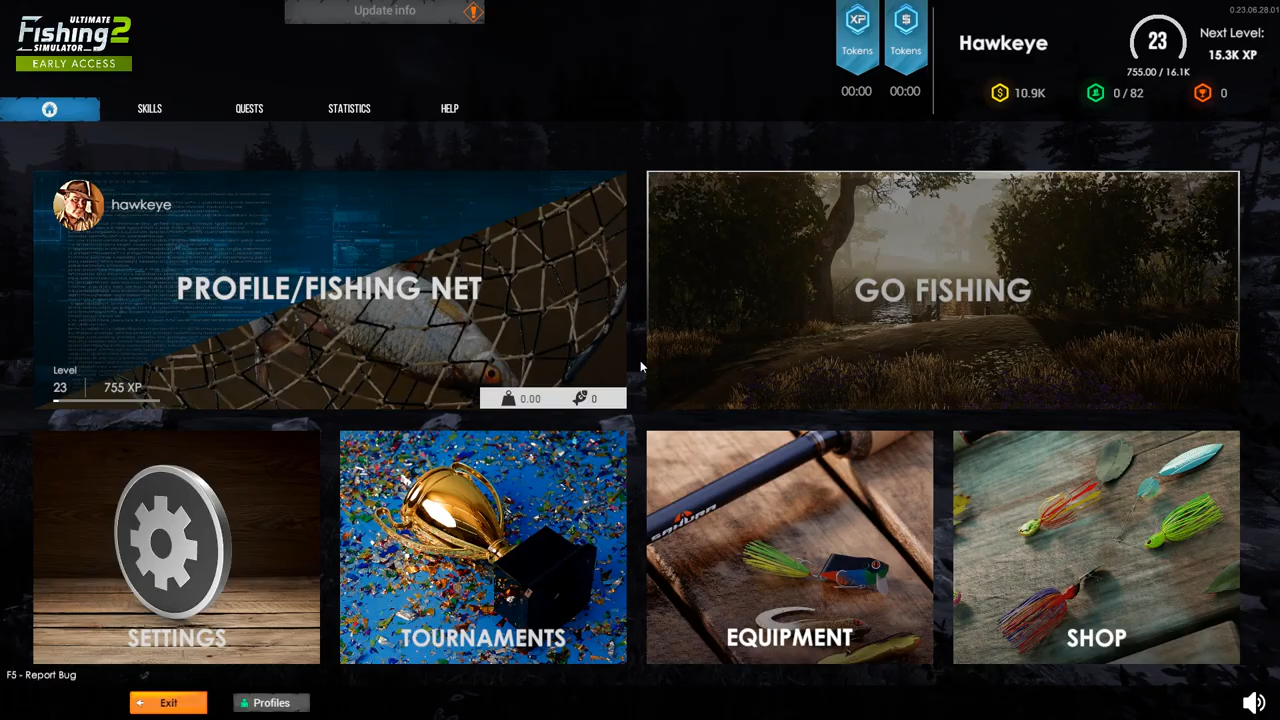 ULTIMATE
Fishing 2
SIMULATOR
EARLY ACCESS
Update info
XP
Tokens
00:00
$
Tokens
00:00
Hawkeye
23
755.00 / 16.1K
0.23.06.28.01
Next Level:
15.3K XP
10.9K
0 / 82
0
SKILLS
QUESTS
STATISTICS
HELP
hawkeye
PROFILE/FISHING NET
Level
23
755 XP
0.00
0
GO FISHING
SETTINGS
TOURNAMENTS
SAKURA
EQUIPMENT
SHOP
F5 - Report Bug
Exit
Profiles